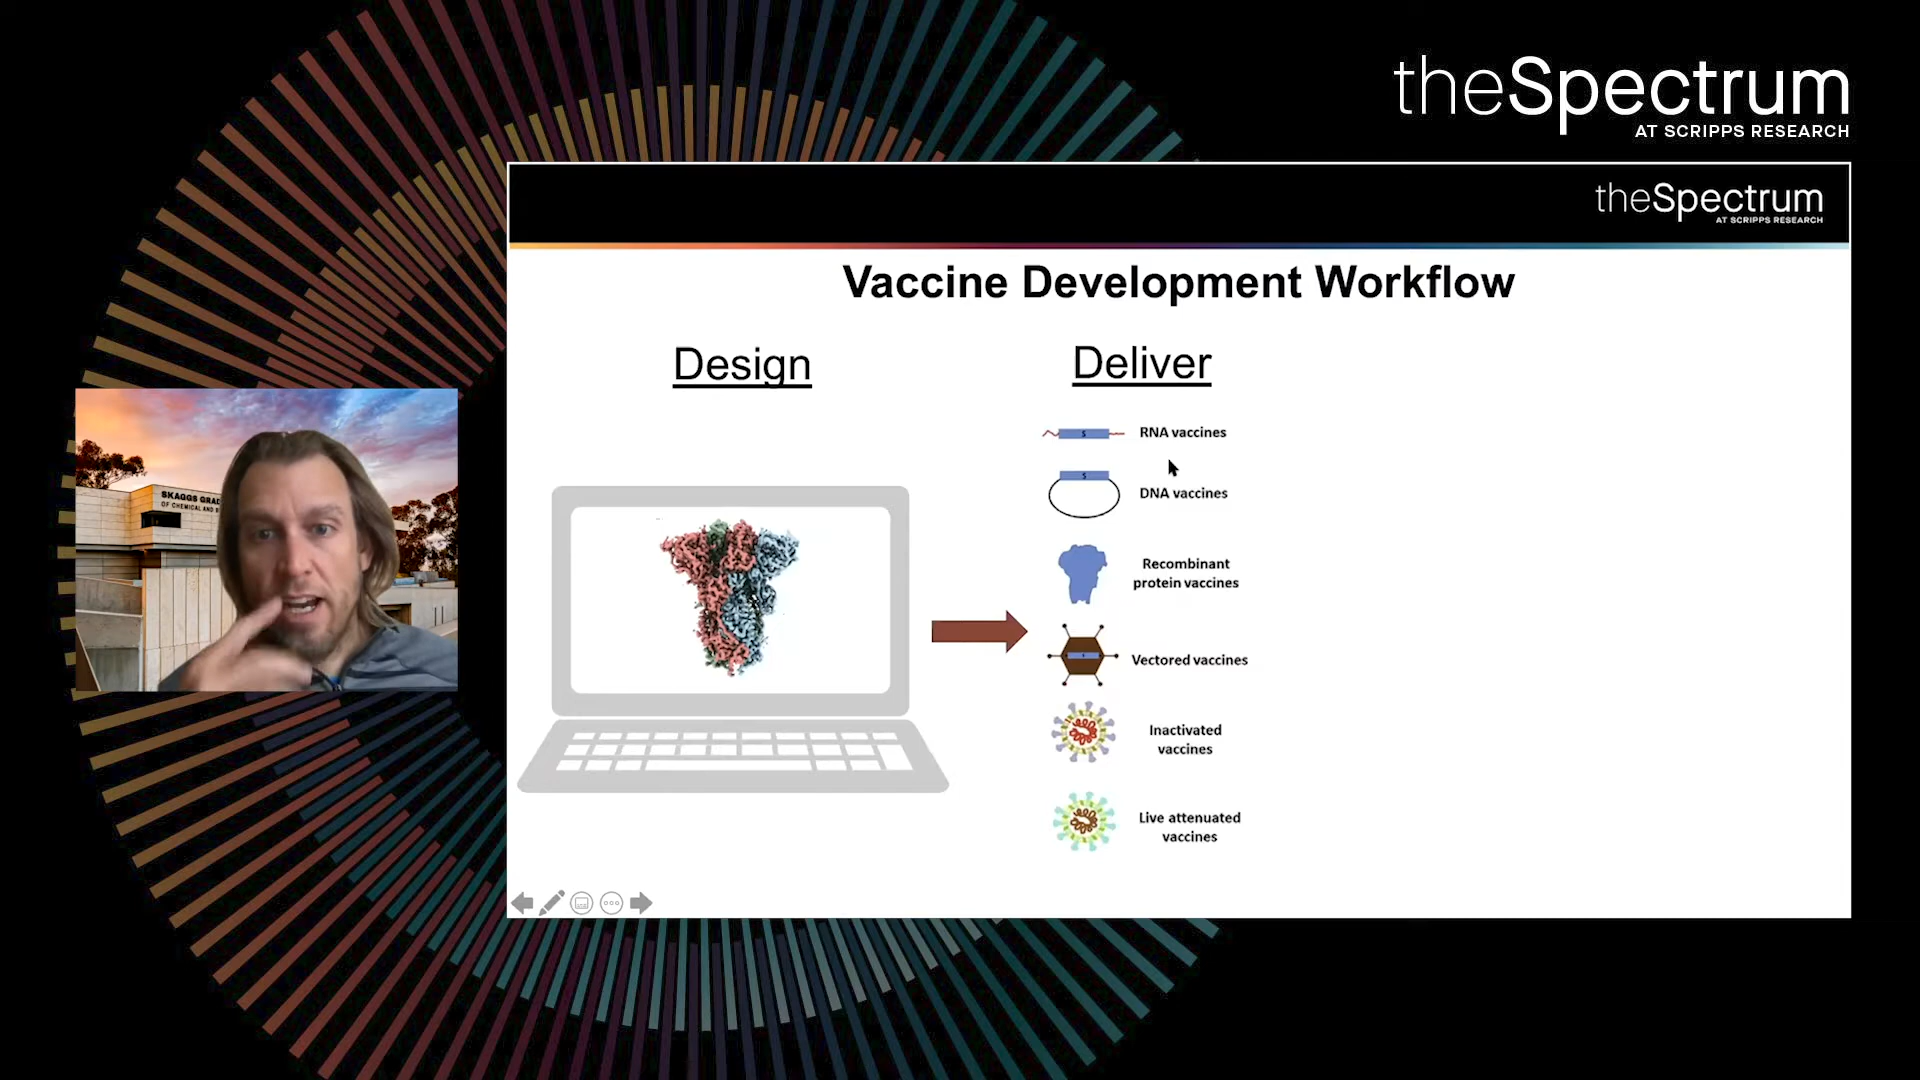 theSpectrum
AT SCRIPPS RESEARCH
theSpectrum
AT SCRIPPS RESEARCH
Vaccine Development Workflow
Design
Deliver
S
RNA vaccines
S
DNA vaccines
Recombinant
protein vaccines
Vectored vaccines
Inactivated
vaccines
Live attenuated
vaccines
SKAGGS GRA
OF CHEMICAL AND